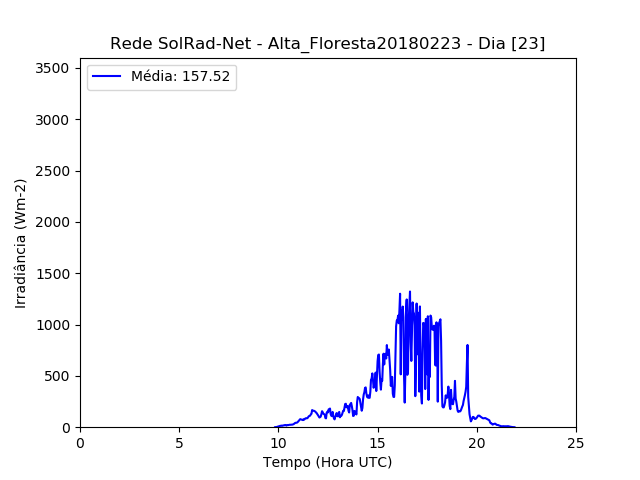 Rede SolRad-Net - Alta_Floresta20180223 - Dia [23]
Média: 157.52
3500
3000
2500
2000
1500
1000
500
0
Irradiância (Wm-2)
0 5 10 15 20 25
Tempo (Hora UTC)